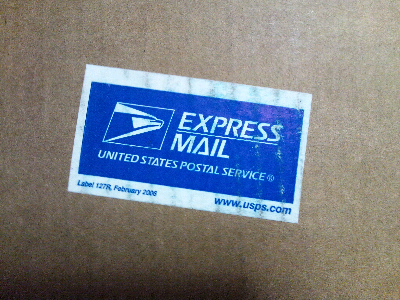 EXPRESS
MAIL
UNITED STATES POSTAL SERVICE®
Label 127R, February 2006
www.usps.com